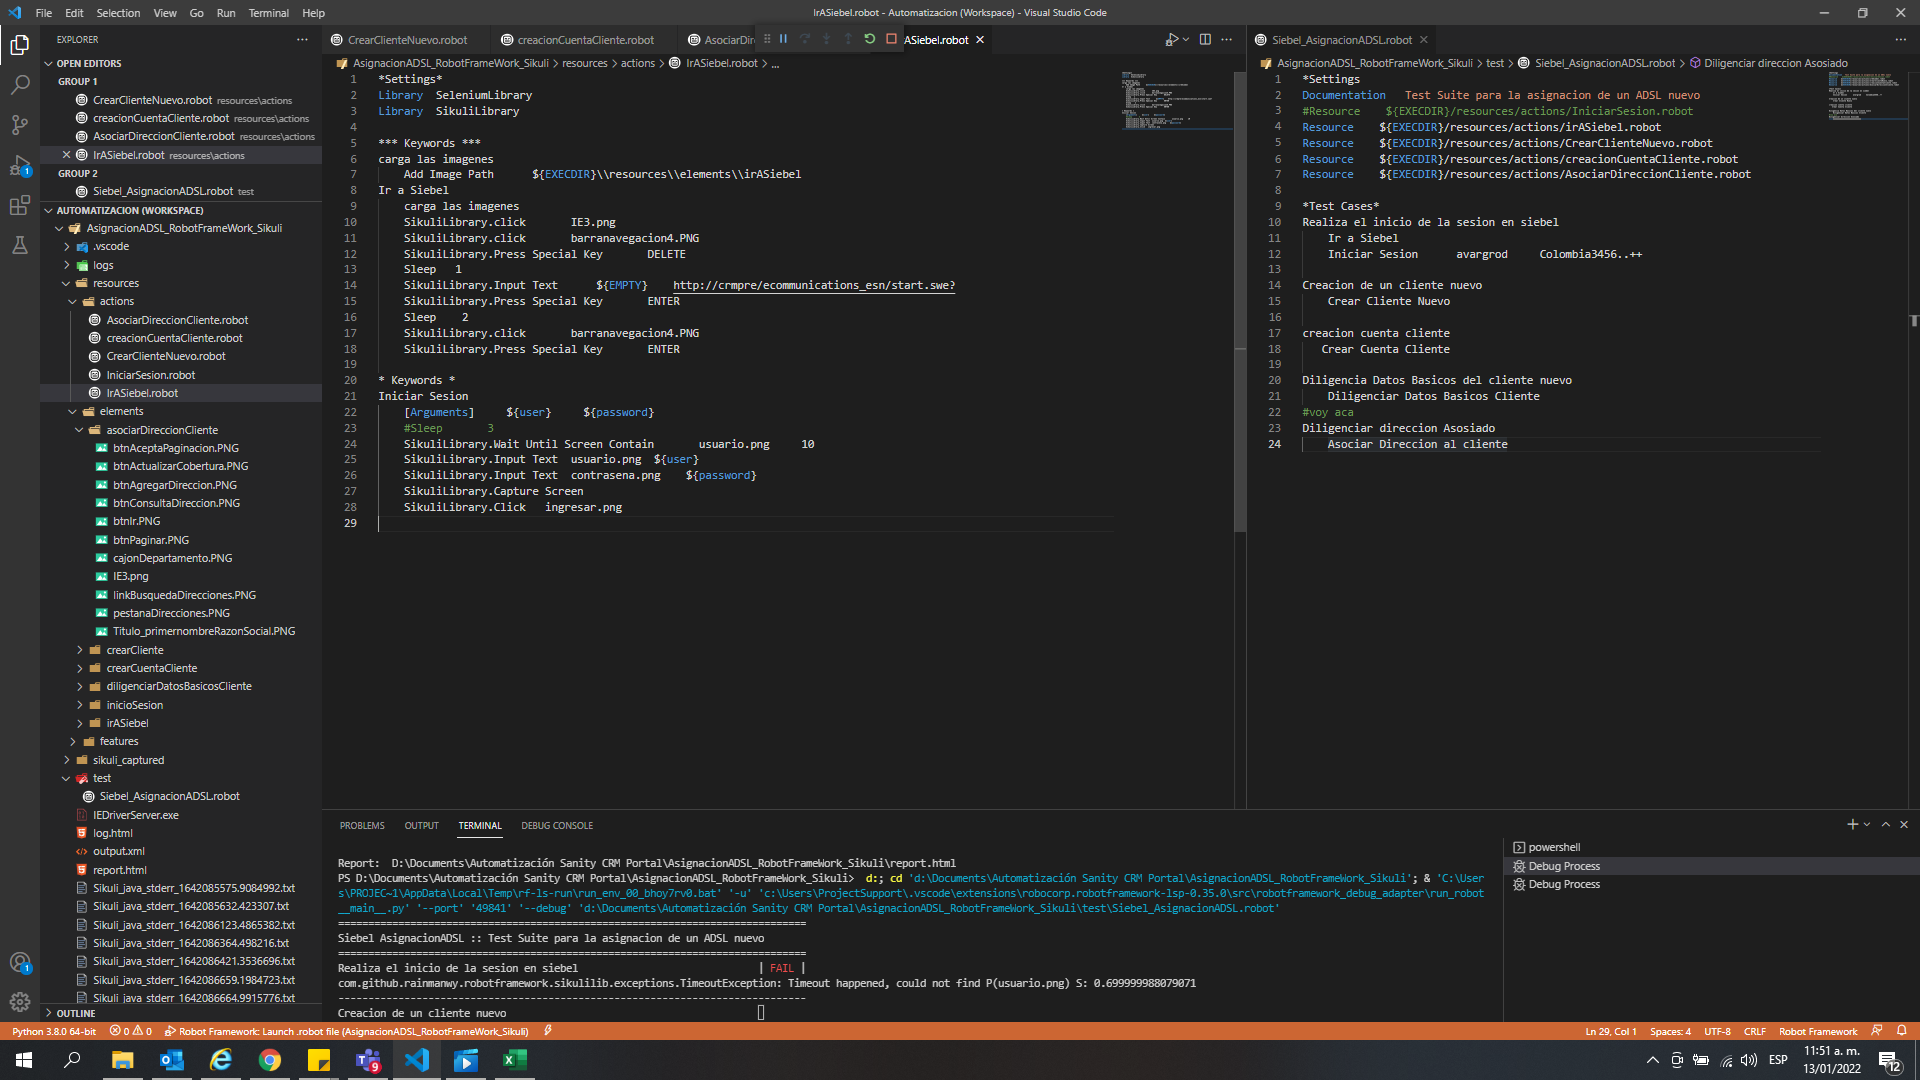 File Edit Selection View Go Run Terminal Help
IrASiebel.robot - Automatizacion (Workspace) - Visual Studio Code
EXPLORER
OPEN EDITORS
GROUP 1
CrearClienteNuevo.robot resources\actions
creacionCuentaCliente.robot resources\actions
AsociarDireccionCliente.robot resources\actions
IrASiebel.robot resources\actions
GROUP 2
Siebel_AsignacionADSL.robot test
AUTOMATIZACION (WORKSPACE)
AsignacionADSL_RobotFrameWork_Sikuli
.vscode
logs
resources
actions
AsociarDireccionCliente.robot
creacionCuentaCliente.robot
CrearClienteNuevo.robot
IniciarSesion.robot
IrASiebel.robot
elements
asociarDireccionCliente
btnAceptaPaginacion.PNG
btnActualizarCobertura.PNG
btnAgregarDireccion.PNG
btnConsultaDireccion.PNG
btnIr.PNG
btnPaginar.PNG
cajonDepartamento.PNG
IE3.png
linkBusquedaDirecciones.PNG
pestanaDirecciones.PNG
Titulo_primernombreRazonSocial.PNG
crearCliente
crearCuentaCliente
diligenciarDatosBasicosCliente
inicioSesion
irASiebel
features
sikuli_captured
test
Siebel_AsignacionADSL.robot
IEDriverServer.exe
log.html
output.xml
report.html
Sikuli_java_stderr_1642085575.9084992.txt
Sikuli_java_stderr_1642085632.423307.txt
Sikuli_java_stderr_1642086123.4865382.txt
Sikuli_java_stderr_1642086364.498216.txt
Sikuli_java_stderr_1642086421.3536696.txt
Sikuli_java_stderr_1642086659.1984723.txt
Sikuli_java_stderr_1642086664.9915776.txt
OUTLINE
CrearClienteNuevo.robot creacionCuentaCliente.robot AsociarDir ASiebel.robot
AsignacionADSL_RobotFrameWork_Sikuli > resources > actions > IrASiebel.robot > ...
1 *Settings*
2 Library SeleniumLibrary
3 Library SikuliLibrary
4
5 *** Keywords ***
6 carga las imagenes
7 Add Image Path ${EXECDIR}\\resources\\elements\\irASiebel
8 Ir a Siebel
9 carga las imagenes
10 SikuliLibrary.click IE3.png
11 SikuliLibrary.click barranavegacion4.PNG
12 SikuliLibrary.Press Special Key DELETE
13 Sleep 1
14 SikuliLibrary.Input Text ${EMPTY} http://crmpre/ecommunications_esn/start.swe?
15 SikuliLibrary.Press Special Key ENTER
16 Sleep 2
17 SikuliLibrary.click barranavegacion4.PNG
18 SikuliLibrary.Press Special Key ENTER
19
20 * Keywords *
21 Iniciar Sesion
22 [Arguments] ${user} ${password}
23 #Sleep 3
24 SikuliLibrary.Wait Until Screen Contain usuario.png 10
25 SikuliLibrary.Input Text usuario.png ${user}
26 SikuliLibrary.Input Text contrasena.png ${password}
27 SikuliLibrary.Capture Screen
28 SikuliLibrary.Click ingresar.png
29
Siebel_AsignacionADSL.robot
AsignacionADSL_RobotFrameWork_Sikuli > test > Siebel_AsignacionADSL.robot > Diligenciar direccion Asosiado
1 *Settings
2 Documentation Test Suite para la asignacion de un ADSL nuevo
3 #Resource ${EXECDIR}/resources/actions/IniciarSesion.robot
4 Resource ${EXECDIR}/resources/actions/irASiebel.robot
5 Resource ${EXECDIR}/resources/actions/CrearClienteNuevo.robot
6 Resource ${EXECDIR}/resources/actions/creacionCuentaCliente.robot
7 Resource ${EXECDIR}/resources/actions/AsociarDireccionCliente.robot
8
9 *Test Cases*
10 Realiza el inicio de la sesion en siebel
11 Ir a Siebel
12 Iniciar Sesion avargrod Colombia3456..++
13
14 Creacion de un cliente nuevo
15 Crear Cliente Nuevo
16
17 creacion cuenta cliente
18 Crear Cuenta Cliente
19
20 Diligencia Datos Basicos del cliente nuevo
21 Diligenciar Datos Basicos Cliente
22 #voy aca
23 Diligenciar direccion Asosiado
24 Asociar Direccion al cliente
PROBLEMS OUTPUT TERMINAL DEBUG CONSOLE
Report: D:\Documents\Automatización Sanity CRM Portal\AsignacionADSL_RobotFrameWork_Sikuli\report.html
PS D:\Documents\Automatización Sanity CRM Portal\AsignacionADSL_RobotFrameWork_Sikuli> d:; cd 'd:\Documents\Automatización Sanity CRM Portal\AsignacionADSL_RobotFrameWork_Sikuli'; & 'C:\User
s\PROJEC~1\AppData\Local\Temp\rf-ls-run\run_env_00_bhoy7rv0.bat' '-u' 'c:\Users\ProjectSupport\.vscode\extensions\robocorp.robotframework-lsp-0.35.0\src\robotframework_debug_adapter\run_robot
__main__.py' '--port' '49841' '--debug' 'd:\Documents\Automatización Sanity CRM Portal\AsignacionADSL_RobotFrameWork_Sikuli\test\Siebel_AsignacionADSL.robot'
==============================================================================
Siebel AsignacionADSL :: Test Suite para la asignacion de un ADSL nuevo
==============================================================================
Realiza el inicio de la sesion en siebel | FAIL |
com.github.rainmanwy.robotframework.sikulilib.exceptions.TimeoutException: Timeout happened, could not find P(usuario.png) S: 0.699999988079071
------------------------------------------------------------------------------
Creacion de un cliente nuevo
powershell
Debug Process
Debug Process
Python 3.8.0 64-bit 0 0 Robot Framework: Launch .robot file (AsignacionADSL_RobotFrameWork_Sikuli)
Ln 29, Col 1 Spaces: 4 UTF-8 CRLF Robot Framework
ESP
11:51 a. m.
13/01/2022
12
9
1
1